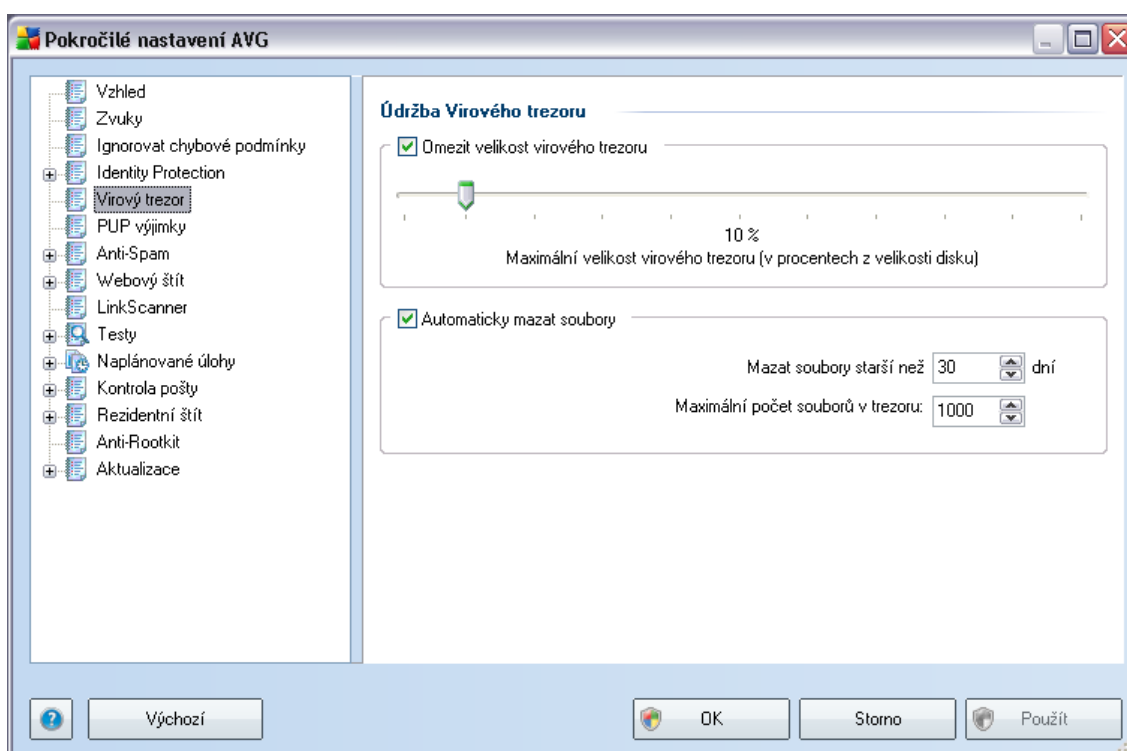 Pokročilé nastavení AVG
Vzhled
Zvuky
Ignorovat chybové podmínky
Identity Protection
Virový trezor
PUP výjimky
Anti-Spam
Webový štít
LinkScanner
Testy
Naplánované úlohy
Kontrola pošty
Rezidentní štít
Anti-Rootkit
Aktualizace
Údržba Virového trezoru
Omezit velikost virového trezoru
10 %
Maximální velikost virového trezoru (v procentech z velikosti disku)
Automaticky mazat soubory
Mazat soubory starší než 30 dní
Maximální počet souborů v trezoru: 1000
? Výchozí OK Storno Použít